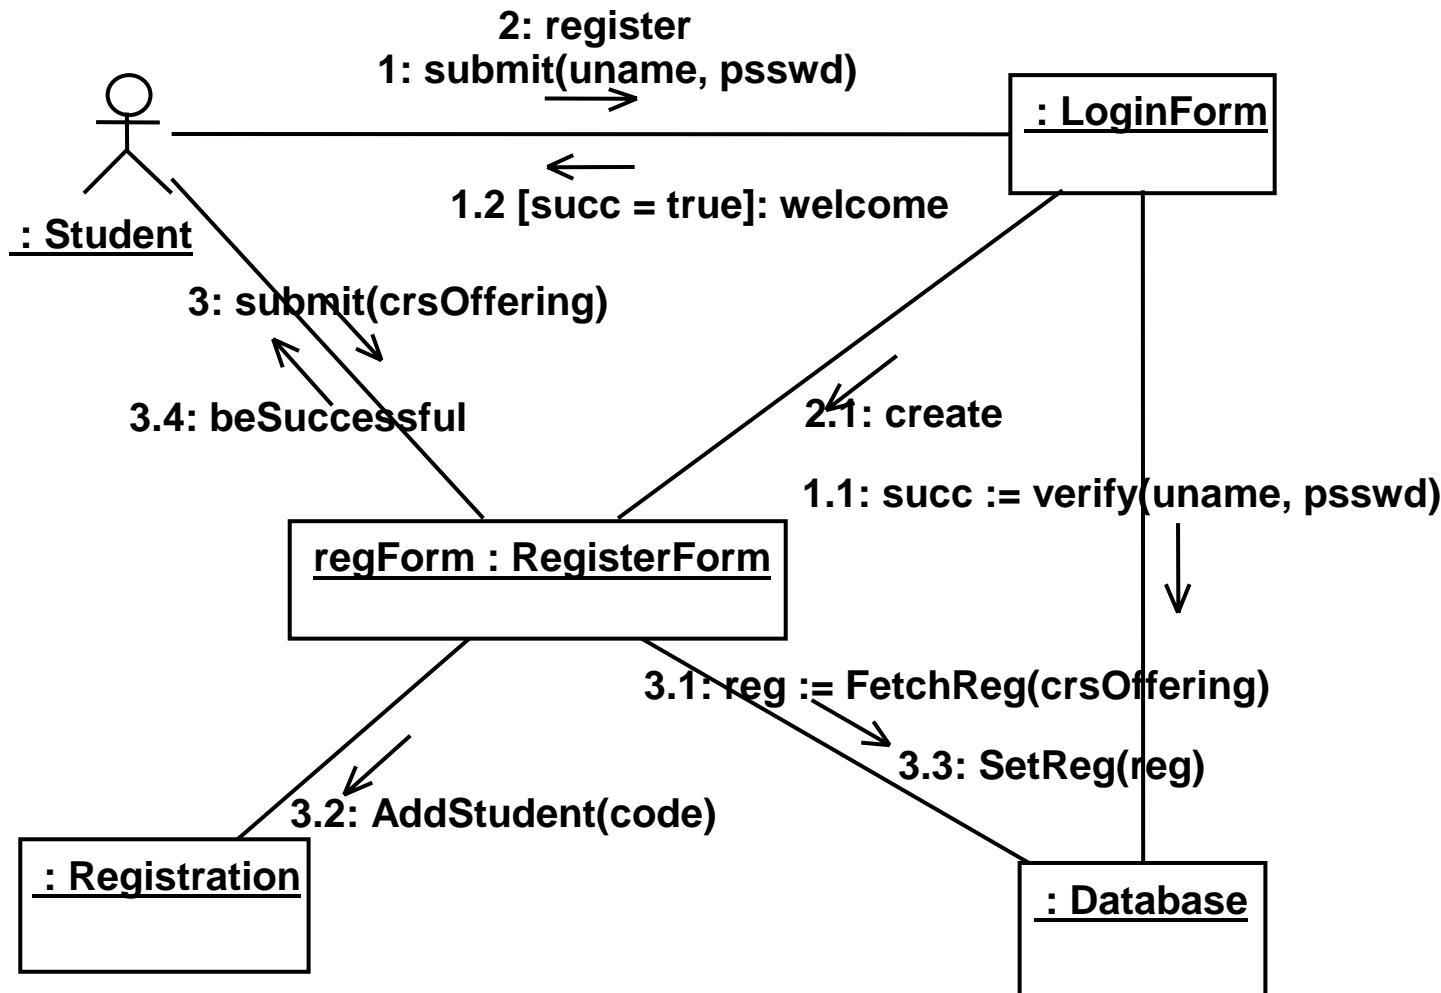 2: register
1: submit(uname, psswd)
: LoginForm
1.2 [succ = true]: welcome
: Student
3: submit(crsOffering)
3.4: beSuccessful
2.1: create
1.1: succ := verify(uname, psswd)
regForm : RegisterForm
3.1: reg := FetchReg(crsOffering)
3.3: SetReg(reg)
3.2: AddStudent(code)
: Registration
: Database